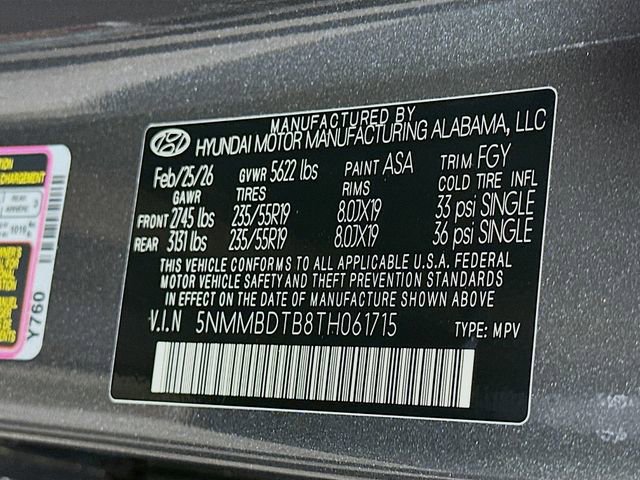 MANUFACTURED BY
HYUNDAI MOTOR MANUFACTURING ALABAMA, LLC
Feb/25/26 GVWR 5622 lbs PAINT ASA TRIM FGY
GAWR TIRES RIMS COLD TIRE INFL
FRONT 2745 lbs 235/55R19 8.0JX19 33 psi SINGLE
REAR 3131 lbs 235/55R19 8.0JX19 36 psi SINGLE
THIS VEHICLE CONFORMS TO ALL APPLICABLE U.S.A. FEDERAL
MOTOR VEHICLE SAFETY AND THEFT PREVENTION STANDARDS
IN EFFECT ON THE DATE OF MANUFACTURE SHOWN ABOVE
V.I.N 5NMMBDTB8TH061715 TYPE: MPV
Y760